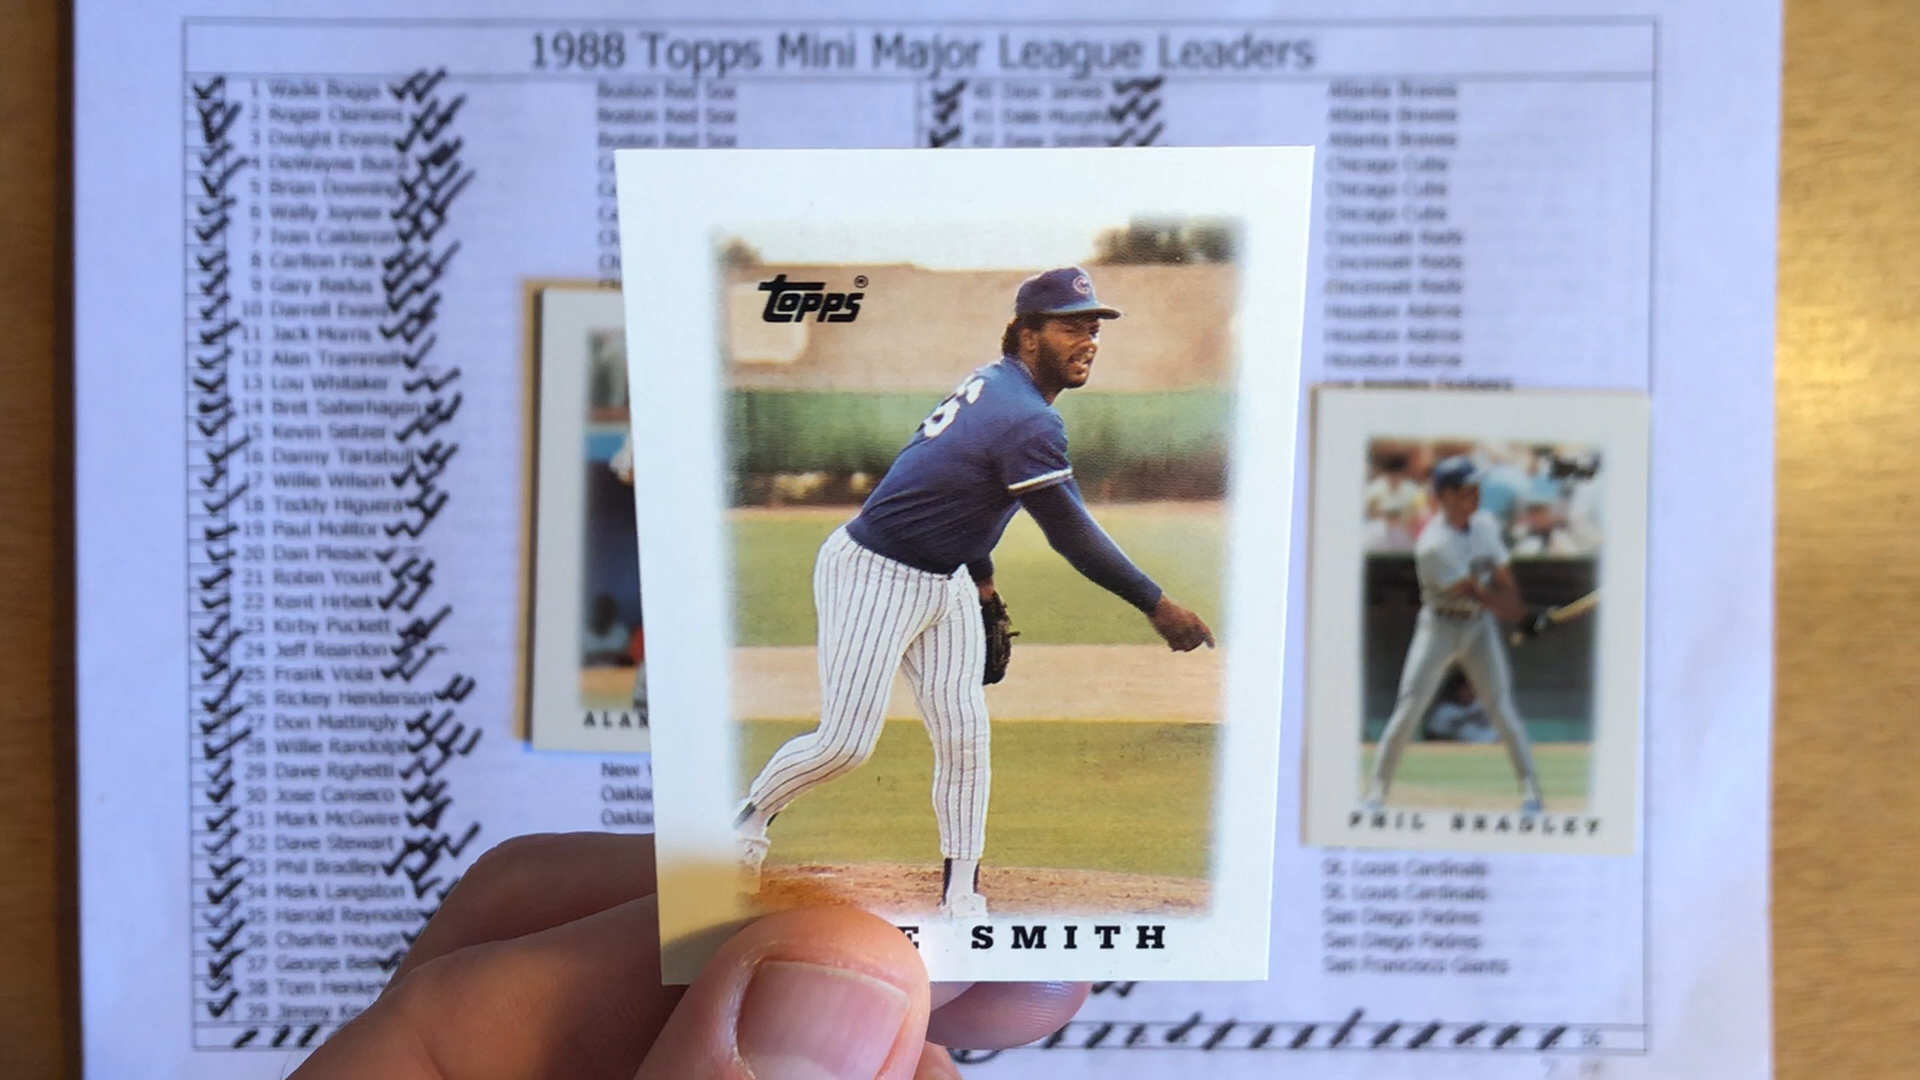 1988 Topps Mini Major League Leaders
1 Wade Boggs Boston Red Sox 40 Dion James Atlanta Braves
2 Roger Clemens Boston Red Sox 41 Dale Murphy Atlanta Braves
3 Dwight Evans Boston Red Sox 42 Zane Smith Atlanta Braves
4 DeWayne Buice Chicago Cubs
5 Brian Downing Chicago Cubs
6 Wally Joyner Chicago Cubs
7 Ivan Calderon Cincinnati Reds
8 Carlton Fisk Cincinnati Reds
9 Gary Redus Cincinnati Reds
10 Darrell Evans Houston Astros
11 Jack Morris Houston Astros
12 Alan Trammell Houston Astros
13 Lou Whitaker
14 Bret Saberhagen
15 Kevin Seitzer
16 Danny Tartabull
17 Willie Wilson
18 Teddy Higuera
19 Paul Molitor
20 Dan Plesac
21 Robin Yount
22 Kent Hrbek
23 Kirby Puckett
24 Jeff Reardon
25 Frank Viola
26 Rickey Henderson
27 Don Mattingly
28 Willie Randolph
29 Dave Righetti New Y
30 Jose Canseco Oakla
31 Mark McGwire Oakla
32 Dave Stewart
33 Phil Bradley St. Louis Cardinals
34 Mark Langston St. Louis Cardinals
35 Harold Reynolds San Diego Padres
36 Charlie Hough San Diego Padres
37 George Bell San Francisco Giants
38 Tom Henke
39 Jimmy Ke
Topps®
6
C
E SMITH
ALAN
PHIL BRADLEY